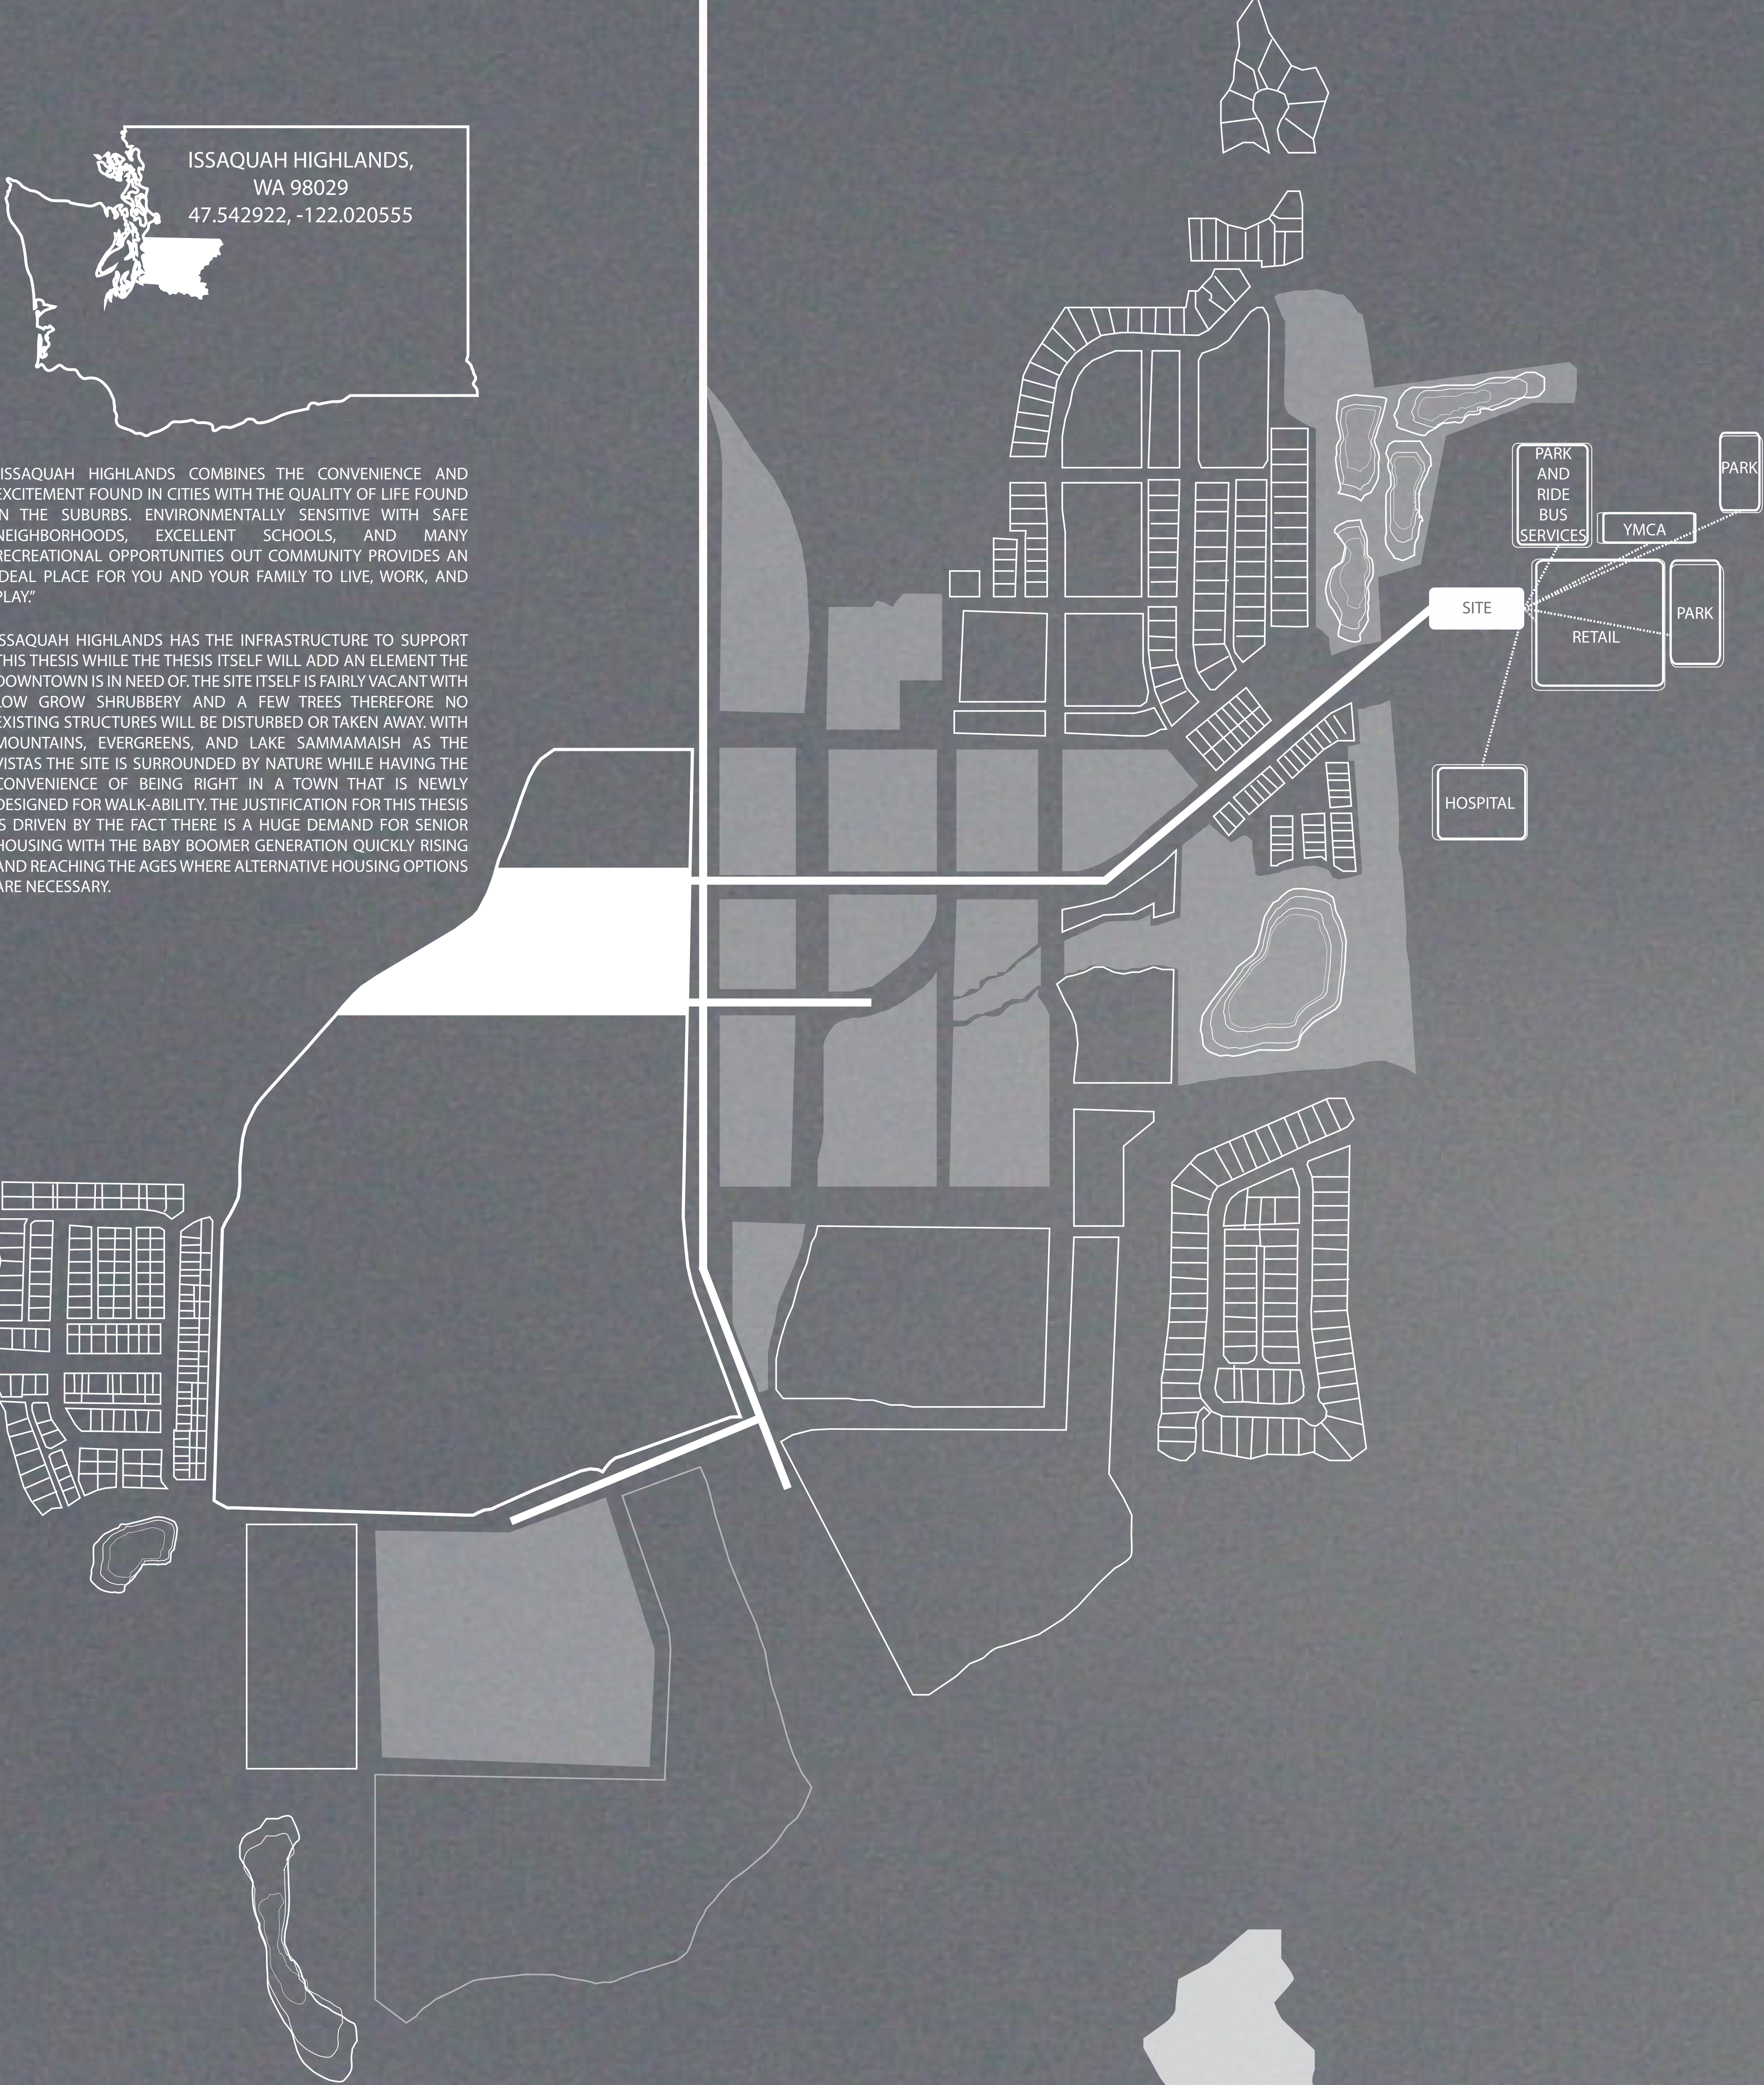 ISSAQUAH HIGHLANDS,
WA 98029
47.542922, -122.020555
ISSAQUAH HIGHLANDS COMBINES THE CONVENIENCE AND
EXCITEMENT FOUND IN CITIES WITH THE QUALITY OF LIFE FOUND
N THE SUBURBS. ENVIRONMENTALLY SENSITIVE WITH SAFE
NEIGHBORHOODS, EXCELLENT SCHOOLS, AND MANY
RECREATIONAL OPPORTUNITIES OUT COMMUNITY PROVIDES AN
DEAL PLACE FOR YOU AND YOUR FAMILY TO LIVE, WORK, AND
PLAY.”
SSAQUAH HIGHLANDS HAS THE INFRASTRUCTURE TO SUPPORT
THIS THESIS WHILE THE THESIS ITSELF WILL ADD AN ELEMENT THE
DOWNTOWN IS IN NEED OF. THE SITE ITSELF IS FAIRLY VACANT WITH
LOW GROW SHRUBBERY AND A FEW TREES THEREFORE NO
EXISTING STRUCTURES WILL BE DISTURBED OR TAKEN AWAY. WITH
MOUNTAINS, EVERGREENS, AND LAKE SAMMAMAISH AS THE
VISTAS THE SITE IS SURROUNDED BY NATURE WHILE HAVING THE
CONVENIENCE OF BEING RIGHT IN A TOWN THAT IS NEWLY
DESIGNED FOR WALK-ABILITY. THE JUSTIFICATION FOR THIS THESIS
S DRIVEN BY THE FACT THERE IS A HUGE DEMAND FOR SENIOR
HOUSING WITH THE BABY BOOMER GENERATION QUICKLY RISING
AND REACHING THE AGES WHERE ALTERNATIVE HOUSING OPTIONS
ARE NECESSARY.
PARK
AND
RIDE
BUS
SERVICES
YMCA
PARK
SITE
RETAIL
PARK
HOSPITAL